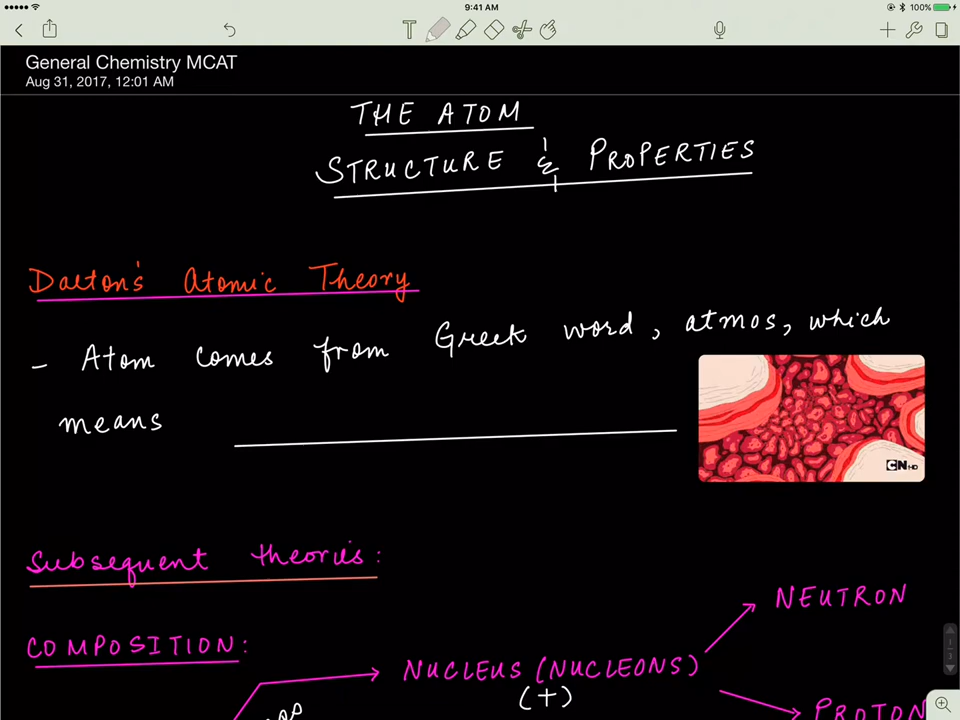 9:41 AM
100%
T
General Chemistry MCAT
Aug 31, 2017, 12:01 AM
THE ATOM
STRUCTURE & PROPERTIES
Dalton's Atomic Theory
- Atom comes from Greek word, atmos, which
means
CN HD
Subsequent theories:
NEUTRON
COMPOSITION:
NUCLEUS (NUCLEONS)
(+)
PROTON